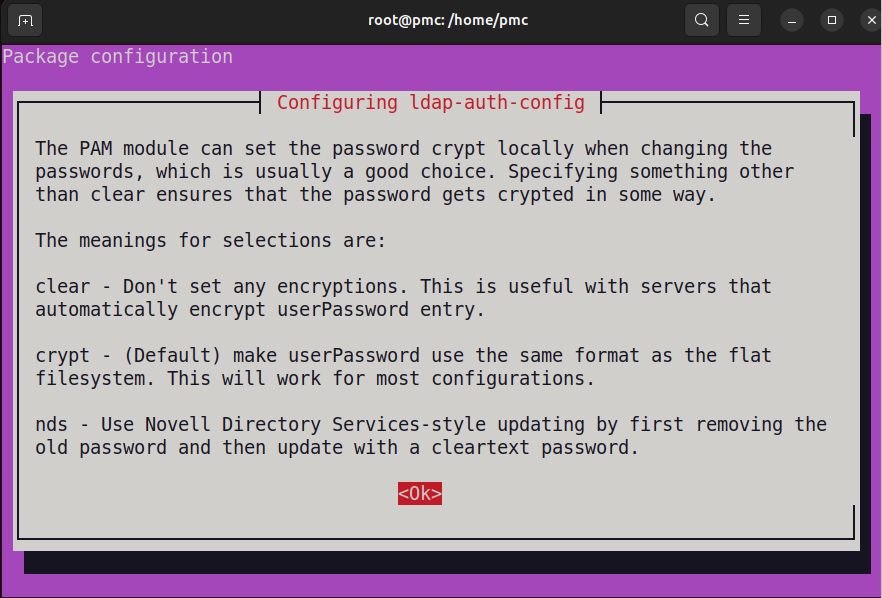 root@pmc: /home/pmc
Package configuration
Configuring ldap-auth-config
The PAM module can set the password crypt locally when changing the
passwords, which is usually a good choice. Specifying something other
than clear ensures that the password gets crypted in some way.
The meanings for selections are:
clear - Don't set any encryptions. This is useful with servers that
automatically encrypt userPassword entry.
crypt - (Default) make userPassword use the same format as the flat
filesystem. This will work for most configurations.
nds - Use Novell Directory Services-style updating by first removing the
old password and then update with a cleartext password.
<Ok>